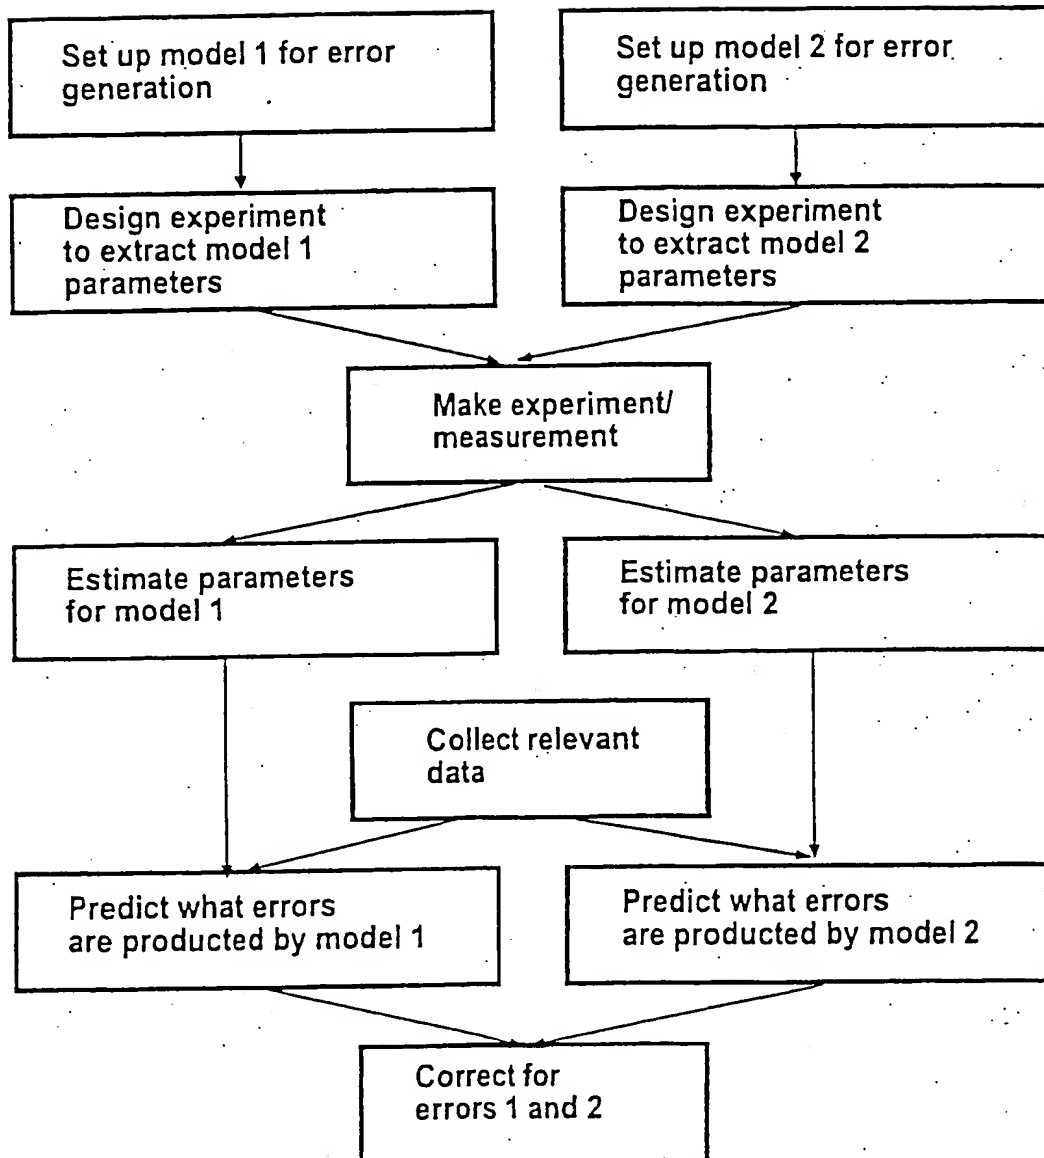 Set up model 1 for error
generation
Set up model 2 for error
generation
Design experiment
to extract model 1
parameters
Design experiment
to extract model 2
parameters
Make experiment/
measurement
Estimate parameters
for model 1
Estimate parameters
for model 2
Collect relevant
data
Predict what errors
are producted by model 1
Predict what errors
are producted by model 2
Correct for
errors 1 and 2